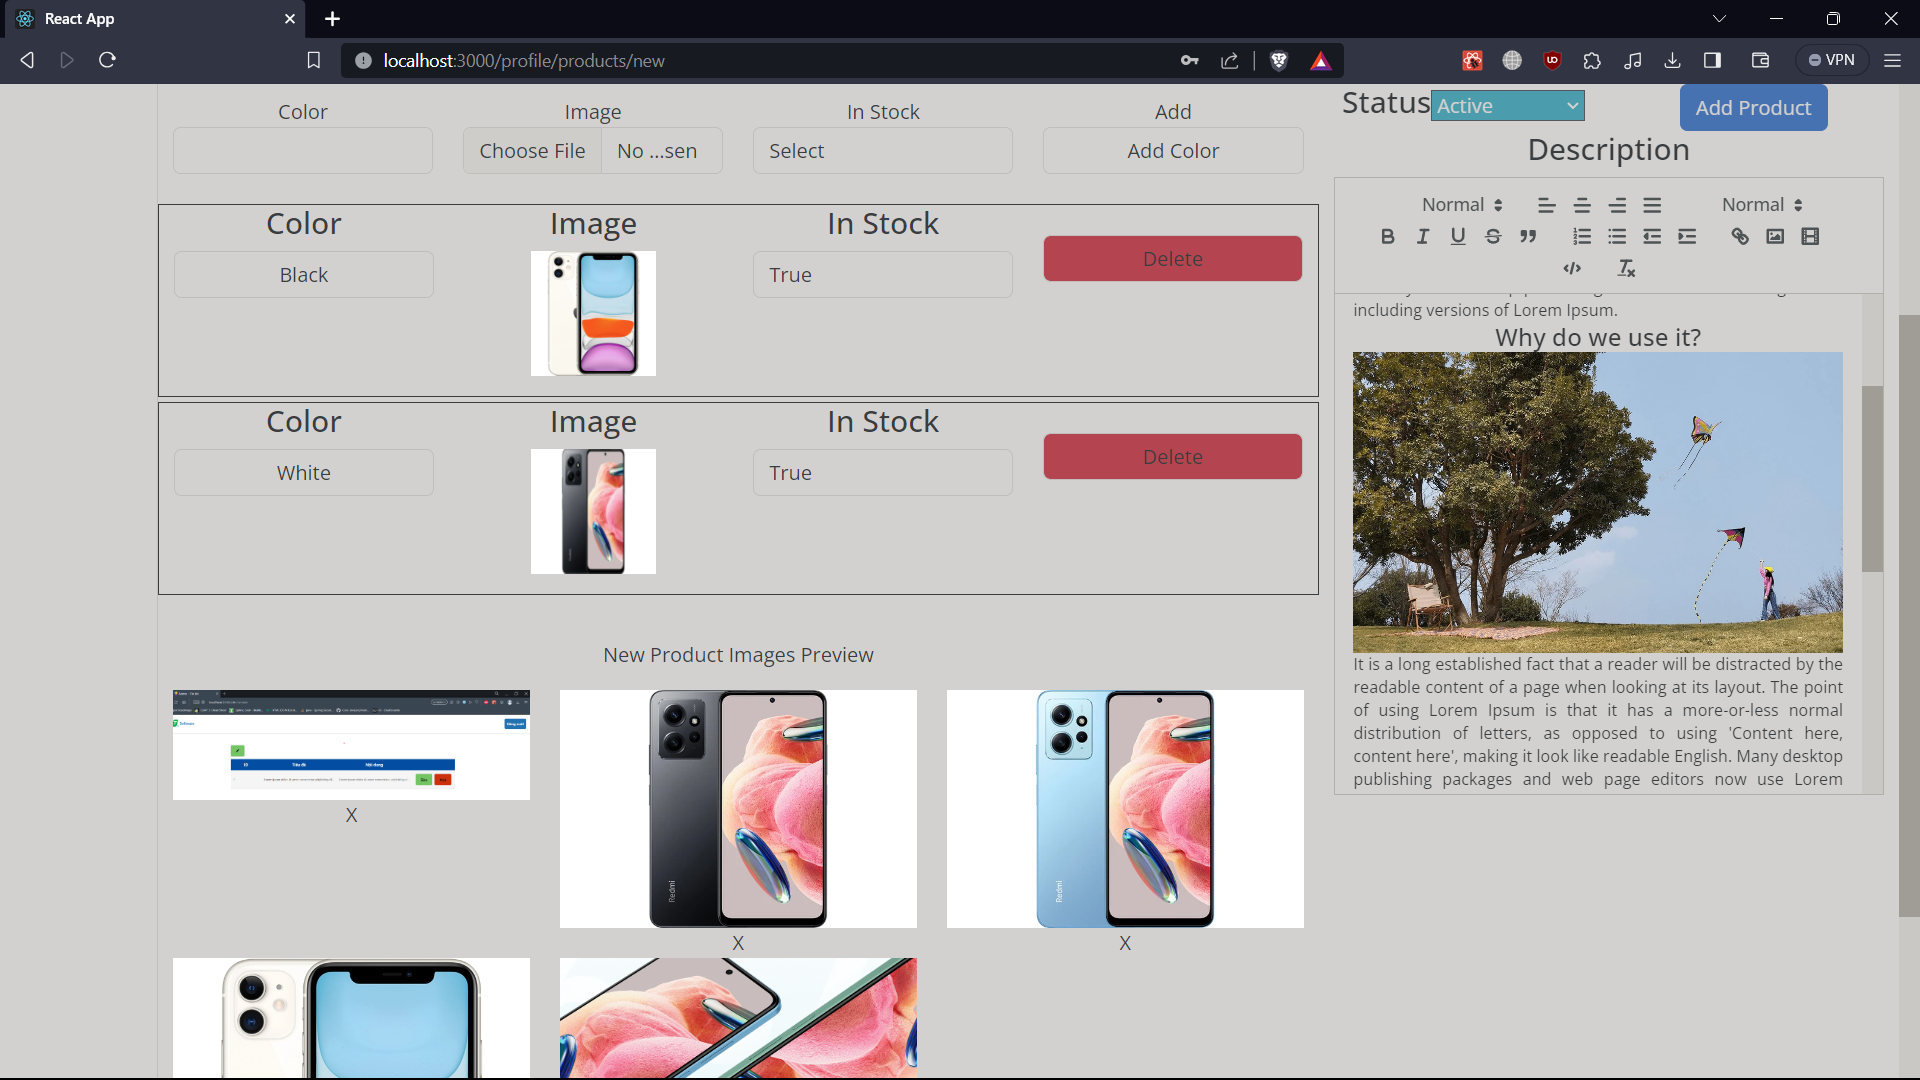 React App
localhost:3000/profile/products/new
VPN
Color
Image
In Stock
Add
Choose File
No ...sen
Select
Add Color
Color
Image
In Stock
Black
True
Delete
Color
Image
In Stock
White
True
Delete
New Product Images Preview
X
Redmi
X
Redmi
X
Status
Active
Add Product
Description
Normal
Normal
including versions of Lorem Ipsum.
Why do we use it?
It is a long established fact that a reader will be distracted by the
readable content of a page when looking at its layout. The point
of using Lorem Ipsum is that it has a more-or-less normal
distribution of letters, as opposed to using 'Content here,
content here', making it look like readable English. Many desktop
publishing packages and web page editors now use Lorem